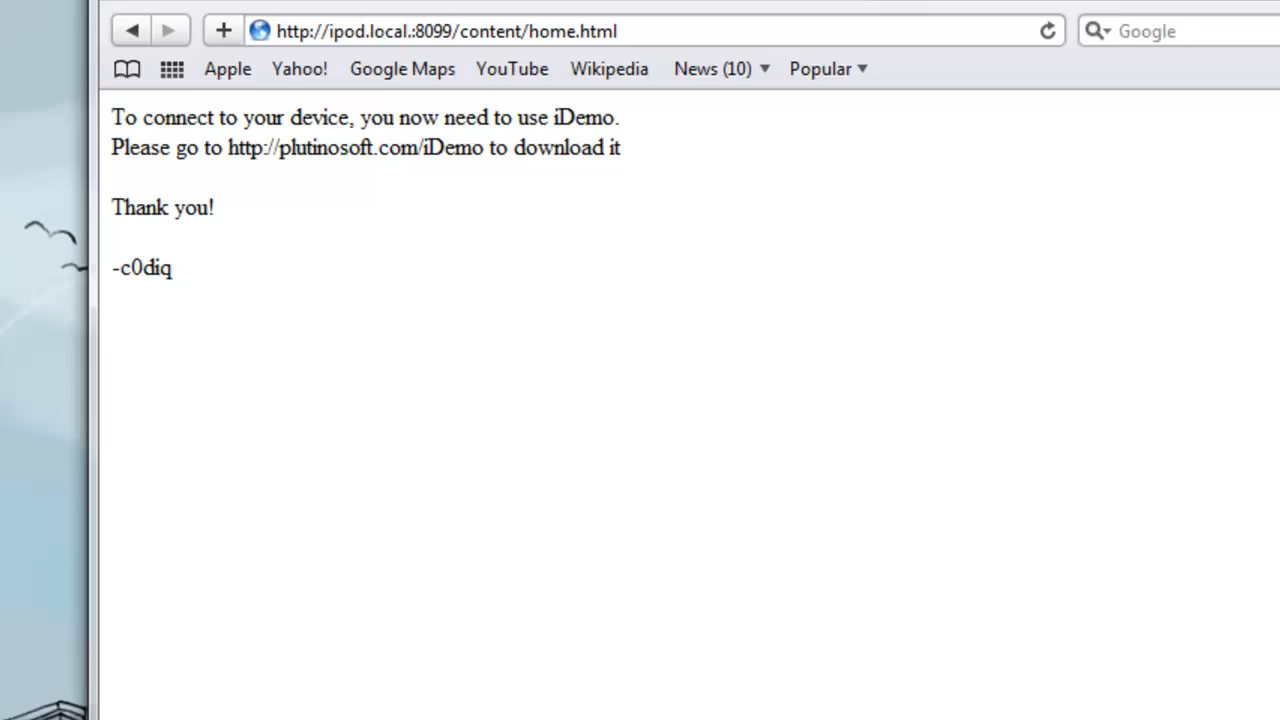 http://ipod.local.:8099/content/home.html
Google
Apple Yahoo! Google Maps YouTube Wikipedia News (10) Popular
To connect to your device, you now need to use iDemo.
Please go to http://plutinosoft.com/iDemo to download it
Thank you!
-c0diq